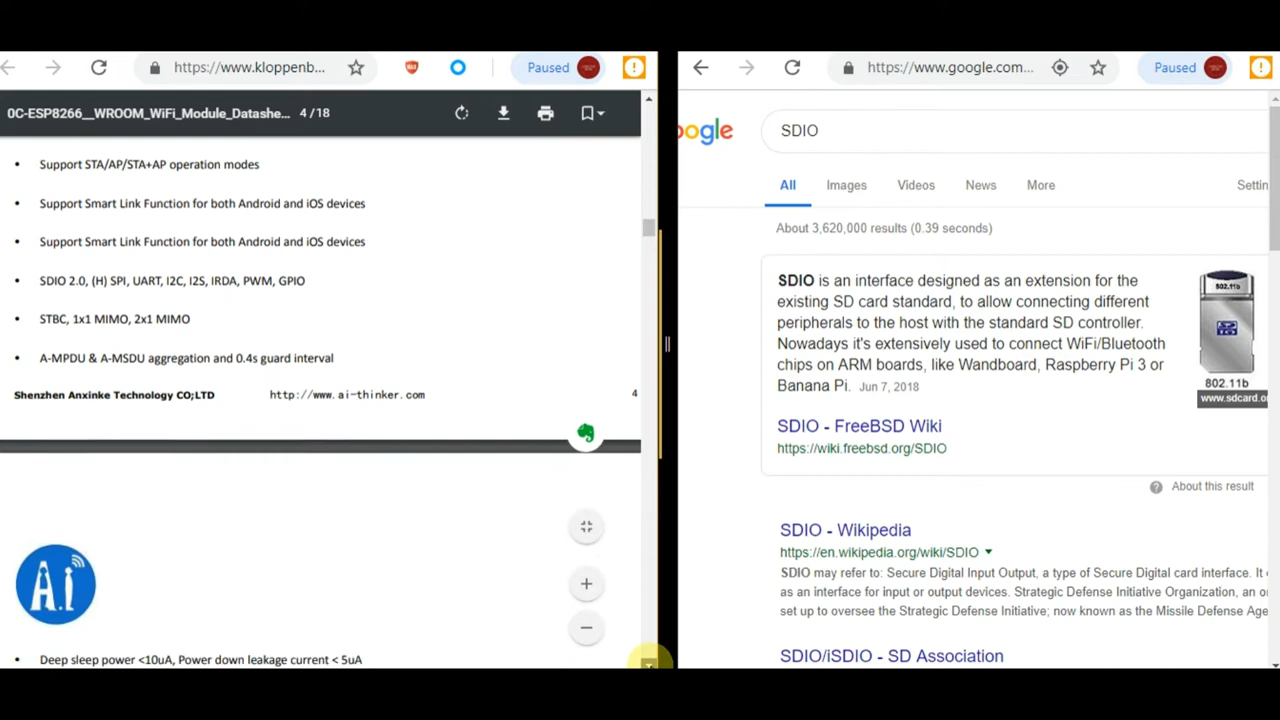 https://www.kloppenb...
Paused
0C-ESP8266__WROOM_WiFi_Module_Datashe...
4 / 18
• Support STA/AP/STA+AP operation modes
• Support Smart Link Function for both Android and iOS devices
• Support Smart Link Function for both Android and iOS devices
• SDIO 2.0, (H) SPI, UART, I2C, I2S, IRDA, PWM, GPIO
• STBC, 1x1 MIMO, 2x1 MIMO
• A-MPDU & A-MSDU aggregation and 0.4s guard interval
Shenzhen Anxinke Technology CO;LTD http://www.ai-thinker.com 4
A.i
• Deep sleep power <10uA, Power down leakage current < 5uA
https://www.google.com...
Paused
oogle
SDIO
All Images Videos News More Settin
About 3,620,000 results (0.39 seconds)
SDIO is an interface designed as an extension for the
existing SD card standard, to allow connecting different
peripherals to the host with the standard SD controller.
Nowadays it's extensively used to connect WiFi/Bluetooth
chips on ARM boards, like Wandboard, Raspberry Pi 3 or
Banana Pi. Jun 7, 2018
802.11b
802.11b
www.sdcard.or
SDIO - FreeBSD Wiki
https://wiki.freebsd.org/SDIO
About this result
SDIO - Wikipedia
https://en.wikipedia.org/wiki/SDIO
SDIO may refer to: Secure Digital Input Output, a type of Secure Digital card interface. It
as an interface for input or output devices. Strategic Defense Initiative Organization, an
set up to oversee the Strategic Defense Initiative; now known as the Missile Defense Age
SDIO/iSDIO - SD Association